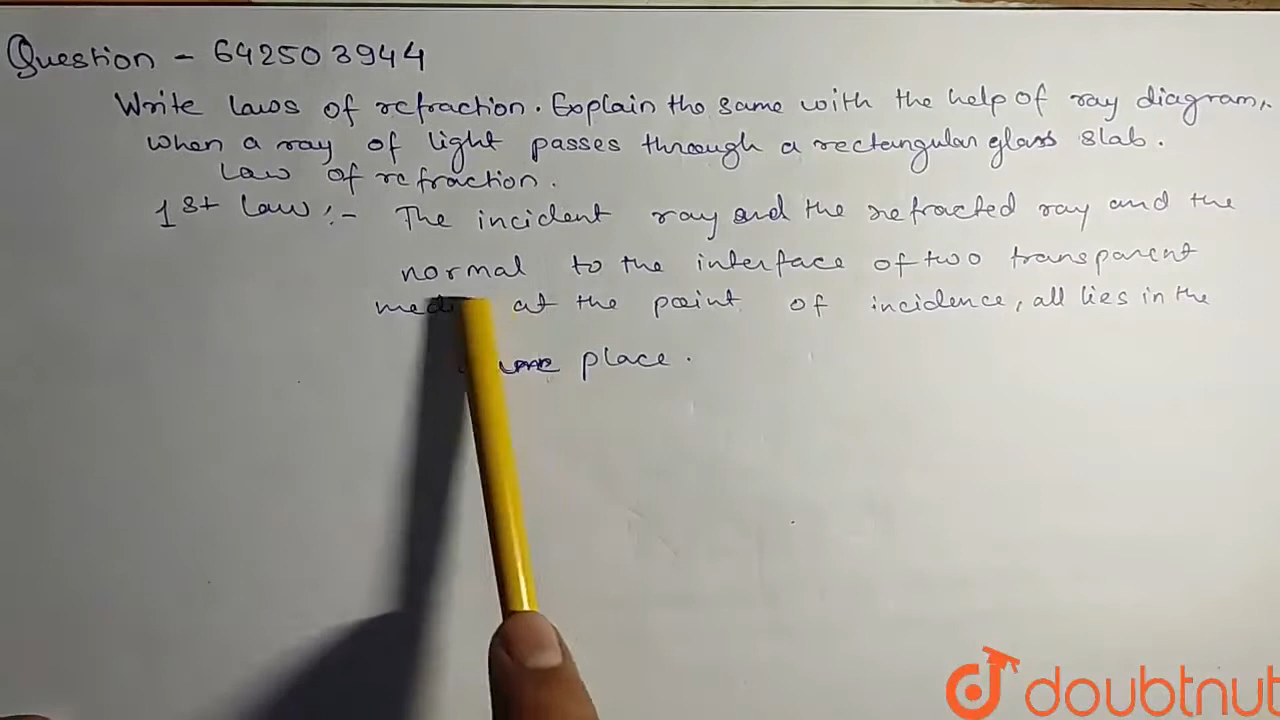 Question - 642503944
Write laws of refraction. Explain the same with the help of ray diagram,
when a ray of light passes through a rectangular glass slab.
Law of refraction.
1st Law :- The incident ray and the refracted ray and the
normal to the interface of two transparent
at the point of incidence, all lies in the
place.
doubtnut